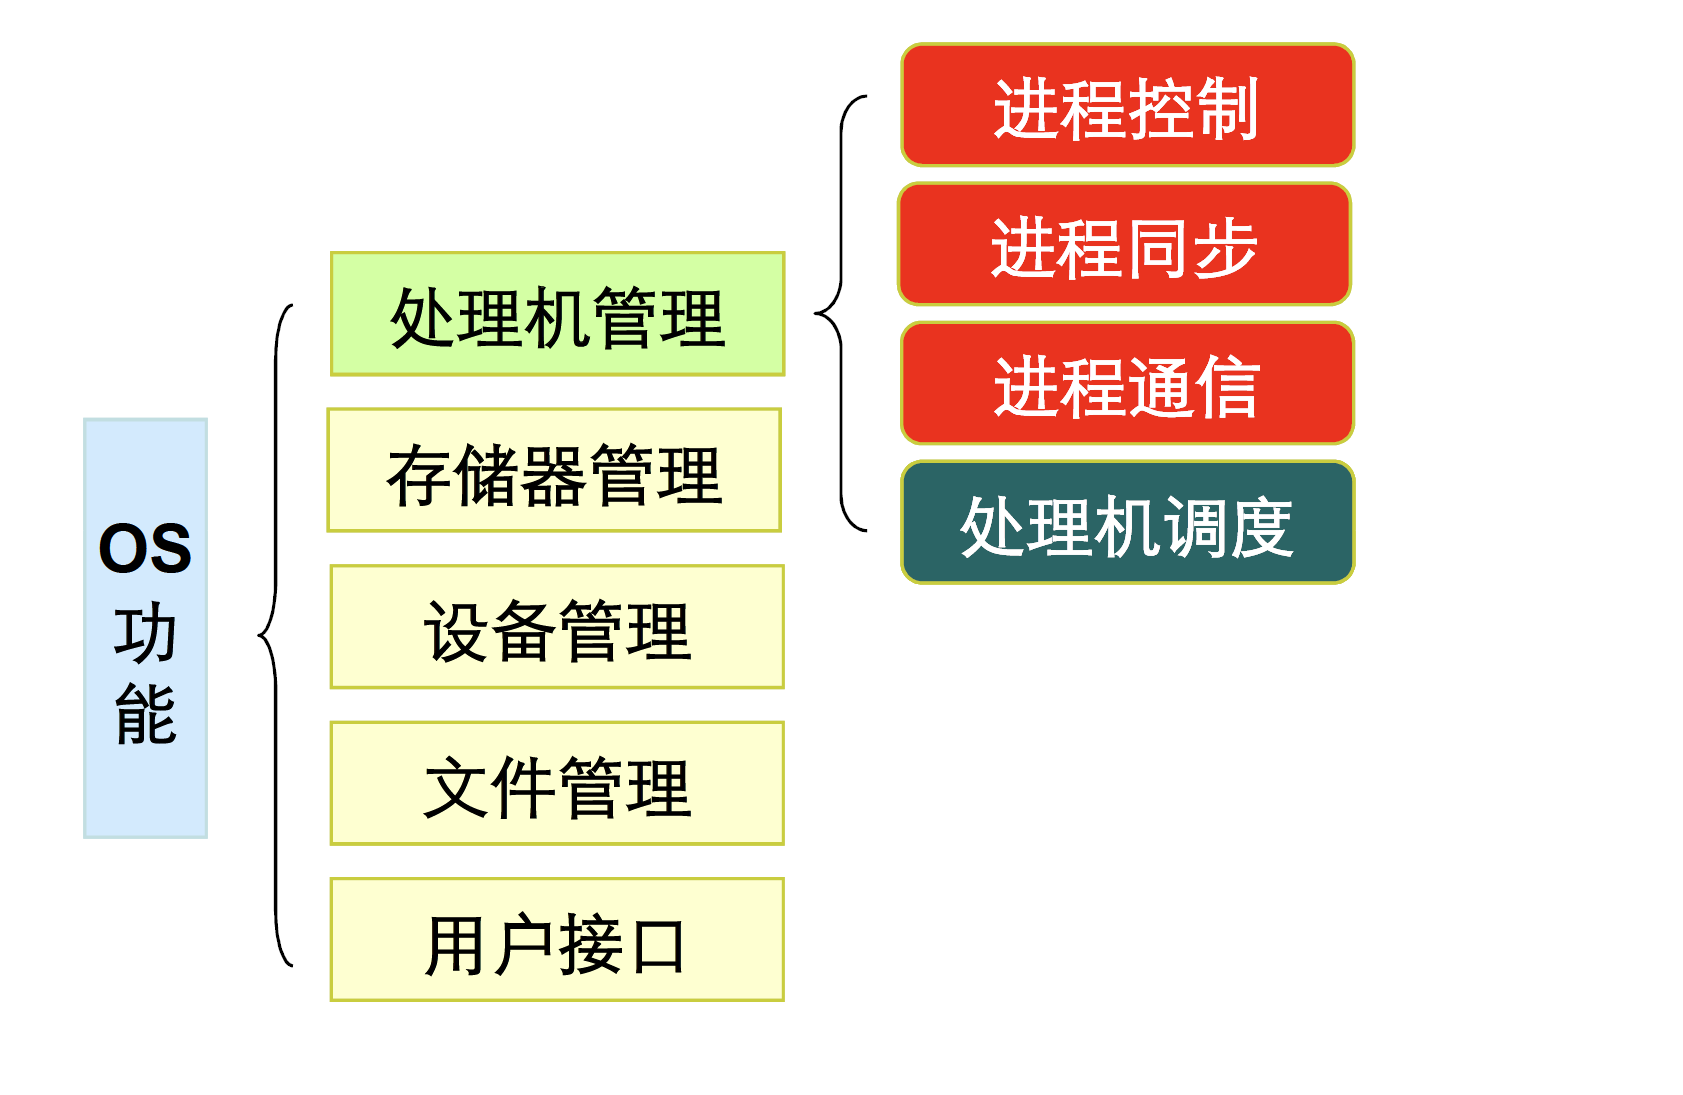 OS
功
能
处理机管理
存储器管理
设备管理
文件管理
用户接口
进程控制
进程同步
进程通信
处理机调度